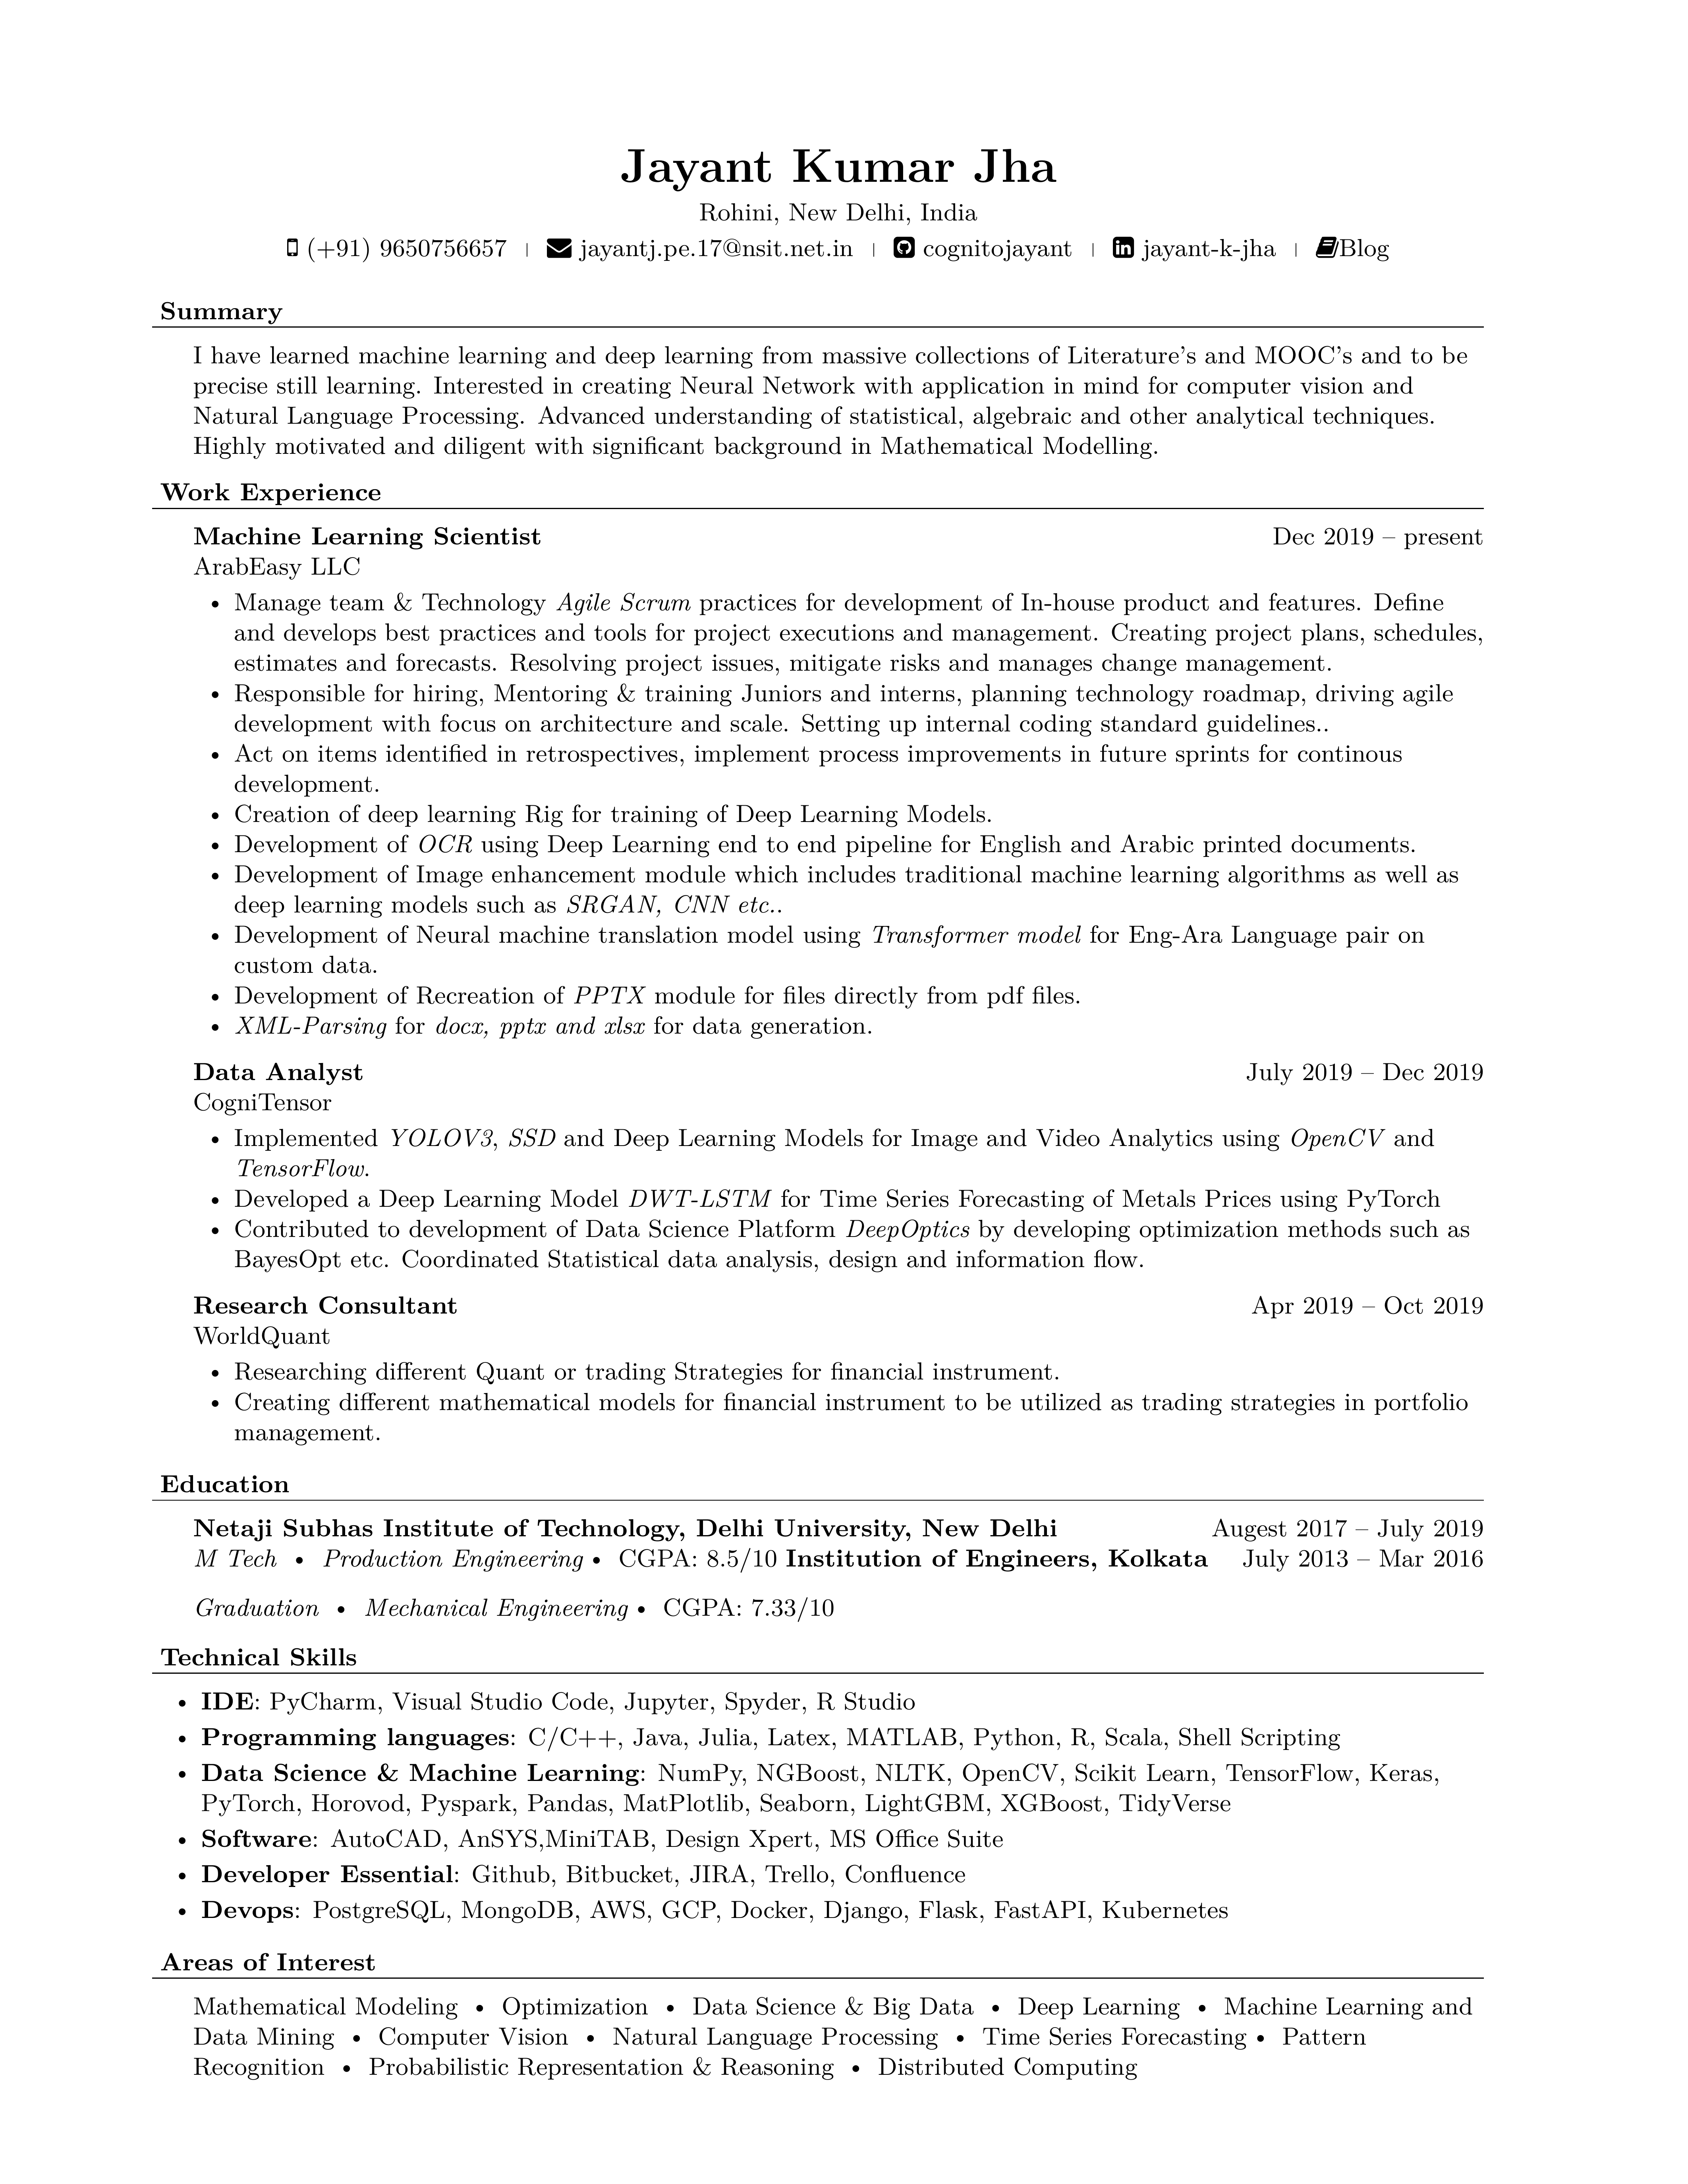 Jayant Kumar Jha
Rohini, New Delhi, India
(+91) 9650756657 | jayantj.pe.17@nsit.net.in | cognitojayant | jayant-k-jha | Blog
Summary
I have learned machine learning and deep learning from massive collections of Literature's and MOOC's and to be
precise still learning. Interested in creating Neural Network with application in mind for computer vision and
Natural Language Processing. Advanced understanding of statistical, algebraic and other analytical techniques.
Highly motivated and diligent with significant background in Mathematical Modelling.
Work Experience
Machine Learning Scientist Dec 2019 – present
ArabEasy LLC
• Manage team & Technology Agile Scrum practices for development of In-house product and features. Define
and develops best practices and tools for project executions and management. Creating project plans, schedules,
estimates and forecasts. Resolving project issues, mitigate risks and manages change management.
• Responsible for hiring, Mentoring & training Juniors and interns, planning technology roadmap, driving agile
development with focus on architecture and scale. Setting up internal coding standard guidelines..
• Act on items identified in retrospectives, implement process improvements in future sprints for continous
development.
• Creation of deep learning Rig for training of Deep Learning Models.
• Development of OCR using Deep Learning end to end pipeline for English and Arabic printed documents.
• Development of Image enhancement module which includes traditional machine learning algorithms as well as
deep learning models such as SRGAN, CNN etc..
• Development of Neural machine translation model using Transformer model for Eng-Ara Language pair on
custom data.
• Development of Recreation of PPTX module for files directly from pdf files.
• XML-Parsing for docx, pptx and xlsx for data generation.
Data Analyst July 2019 – Dec 2019
CogniTensor
• Implemented YOLOV3, SSD and Deep Learning Models for Image and Video Analytics using OpenCV and
TensorFlow.
• Developed a Deep Learning Model DWT-LSTM for Time Series Forecasting of Metals Prices using PyTorch
• Contributed to development of Data Science Platform DeepOptics by developing optimization methods such as
BayesOpt etc. Coordinated Statistical data analysis, design and information flow.
Research Consultant Apr 2019 – Oct 2019
WorldQuant
• Researching different Quant or trading Strategies for financial instrument.
• Creating different mathematical models for financial instrument to be utilized as trading strategies in portfolio
management.
Education
Netaji Subhas Institute of Technology, Delhi University, New Delhi Augest 2017 – July 2019
M Tech • Production Engineering • CGPA: 8.5/10 Institution of Engineers, Kolkata July 2013 – Mar 2016
Graduation • Mechanical Engineering • CGPA: 7.33/10
Technical Skills
• IDE: PyCharm, Visual Studio Code, Jupyter, Spyder, R Studio
• Programming languages: C/C++, Java, Julia, Latex, MATLAB, Python, R, Scala, Shell Scripting
• Data Science & Machine Learning: NumPy, NGBoost, NLTK, OpenCV, Scikit Learn, TensorFlow, Keras,
PyTorch, Horovod, Pyspark, Pandas, MatPlotlib, Seaborn, LightGBM, XGBoost, TidyVerse
• Software: AutoCAD, AnSYS,MiniTAB, Design Xpert, MS Office Suite
• Developer Essential: Github, Bitbucket, JIRA, Trello, Confluence
• Devops: PostgreSQL, MongoDB, AWS, GCP, Docker, Django, Flask, FastAPI, Kubernetes
Areas of Interest
Mathematical Modeling • Optimization • Data Science & Big Data • Deep Learning • Machine Learning and
Data Mining • Computer Vision • Natural Language Processing • Time Series Forecasting • Pattern
Recognition • Probabilistic Representation & Reasoning • Distributed Computing